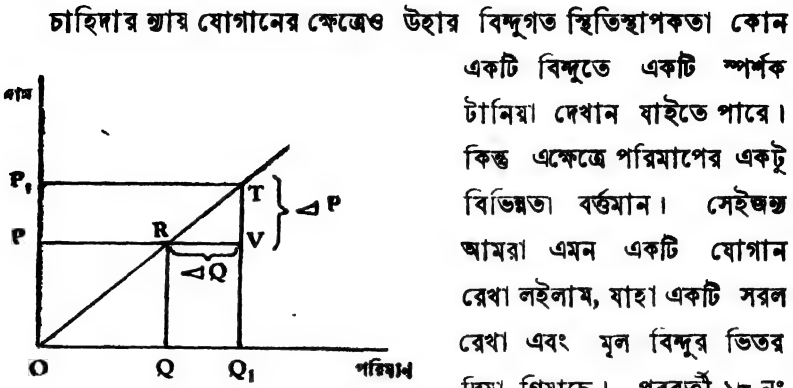 চাহিদার ন্যায় যোগানের ক্ষেত্রেও উহার বিন্দুগত স্থিতিস্থাপকতা কোন
একটি বিন্দুতে একটি স্পর্শক
টানিয়া দেখান যাইতে পারে।
কিন্তু এক্ষেত্রে পরিমাপের একটু
বিভিন্নতা বর্ত্তমান। সেইজন্য
আমরা এমন একটি যোগান
রেখা লইলাম, যাহা একটি সরল
রেখা এবং মূল বিন্দুর ভিতর
দাম
P₁
T
Δ P
P
R
V
Δ Q
O Q Q₁ পরিমান